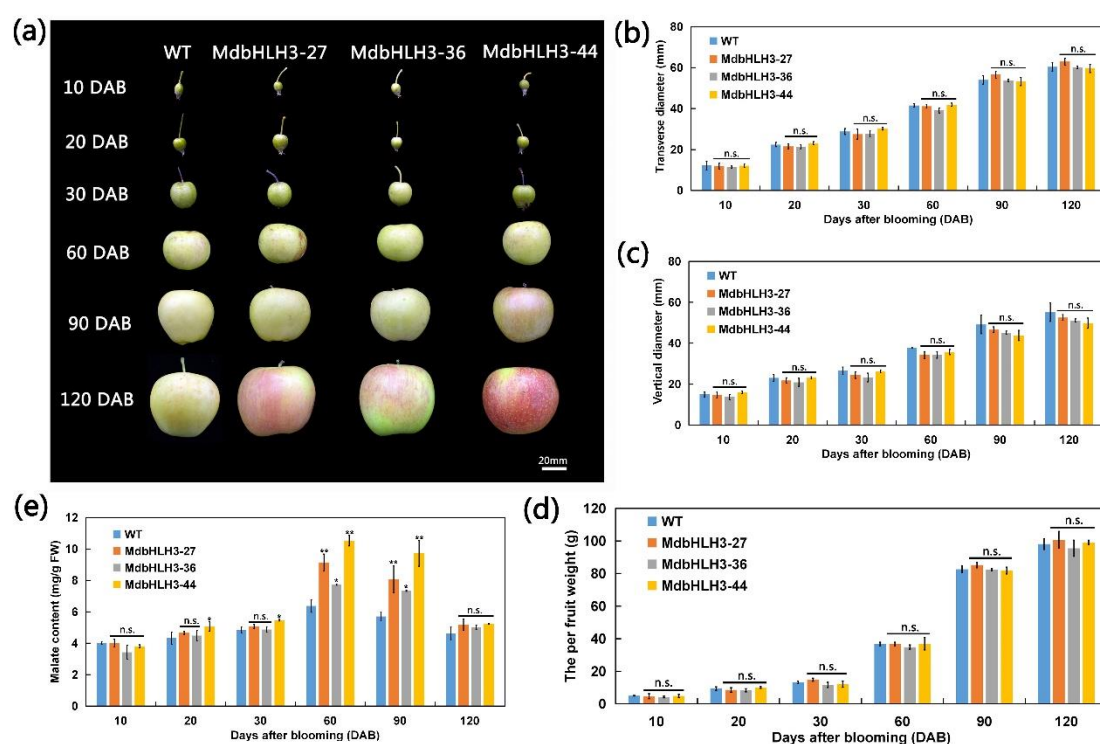 (a)
WT MdbHLH3-27 MdbHLH3-36 MdbHLH3-44
10 DAB
20 DAB
30 DAB
60 DAB
90 DAB
120 DAB
20mm
(b)
Transverse diameter (mm)
80
60
40
20
0
WT
MdbHLH3-27
MdbHLH3-36
MdbHLH3-44
n.s. n.s. n.s. n.s. n.s. n.s.
10 20 30 60 90 120
Days after blooming (DAB)
(c)
Vertical diameter (mm)
80
60
40
20
0
WT
MdbHLH3-27
MdbHLH3-36
MdbHLH3-44
n.s. n.s. n.s. n.s. n.s. n.s.
10 20 30 60 90 120
Days after blooming (DAB)
(e)
Malate content (mg/g FW)
12
10
8
6
4
2
0
WT
MdbHLH3-27
MdbHLH3-36
MdbHLH3-44
n.s. n.s. * n.s. * ** * ** ** * ** n.s.
10 20 30 60 90 120
Days after blooming (DAB)
(d)
The per fruit weight (g)
120
100
80
60
40
20
0
WT
MdbHLH3-27
MdbHLH3-36
MdbHLH3-44
n.s. n.s. n.s. n.s. n.s. n.s.
10 20 30 60 90 120
Days after blooming (DAB)